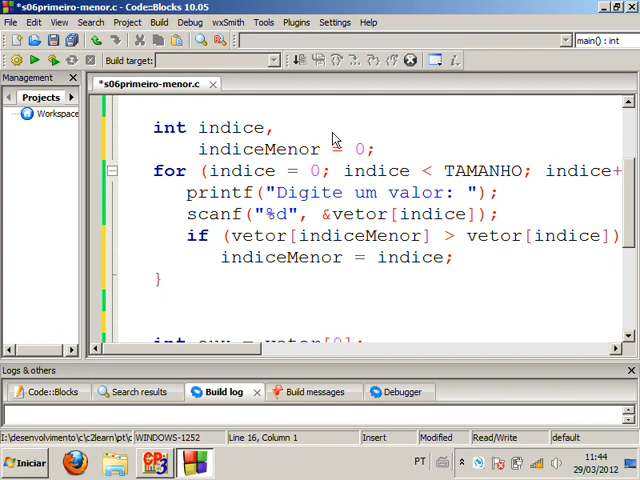 *s06primeiro-menor.c - Code::Blocks 10.05
File Edit View Search Project Build Debug wxSmith Tools Plugins Settings Help
main() : int
Build target:
Management
Projects
Workspace
*s06primeiro-menor.c
int indice,
indiceMenor = 0;
for (indice = 0; indice < TAMANHO; indice+
printf("Digite um valor: ");
scanf("%d", &vetor[indice]);
if (vetor[indiceMenor] > vetor[indice])
indiceMenor = indice;
}
Logs & others
Code::Blocks Search results Build log Build messages Debugger
I:\desenvolvimento\c\c2learn\pt\c WINDOWS-1252 Line 16, Column 1 Insert Modified Read/Write default
Iniciar PT 11:44
29/03/2012